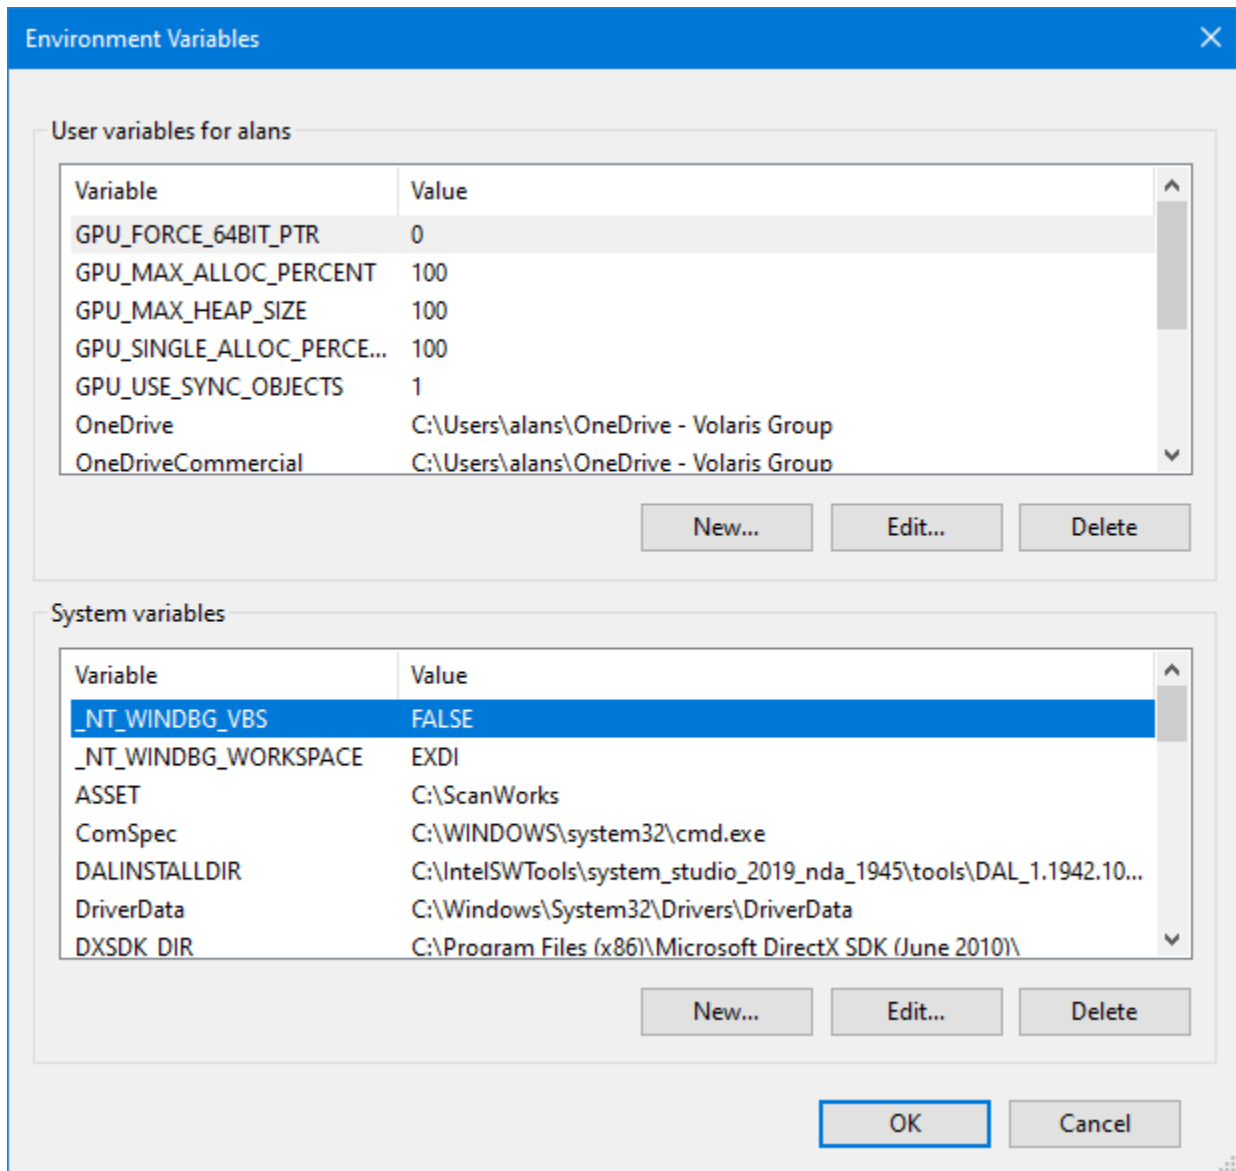 Environment Variables
User variables for alans
Variable Value
GPU_FORCE_64BIT_PTR 0
GPU_MAX_ALLOC_PERCENT 100
GPU_MAX_HEAP_SIZE 100
GPU_SINGLE_ALLOC_PERCE... 100
GPU_USE_SYNC_OBJECTS 1
OneDrive C:\Users\alans\OneDrive - Volaris Group
OneDriveCommercial C:\Users\alans\OneDrive - Volaris Group
New... Edit... Delete
System variables
Variable Value
_NT_WINDBG_VBS FALSE
_NT_WINDBG_WORKSPACE EXDI
ASSET C:\ScanWorks
ComSpec C:\WINDOWS\system32\cmd.exe
DALINSTALLDIR C:\IntelSWTools\system_studio_2019_nda_1945\tools\DAL_1.1942.10...
DriverData C:\Windows\System32\Drivers\DriverData
DXSDK_DIR C:\Program Files (x86)\Microsoft DirectX SDK (June 2010)\
New... Edit... Delete
OK Cancel